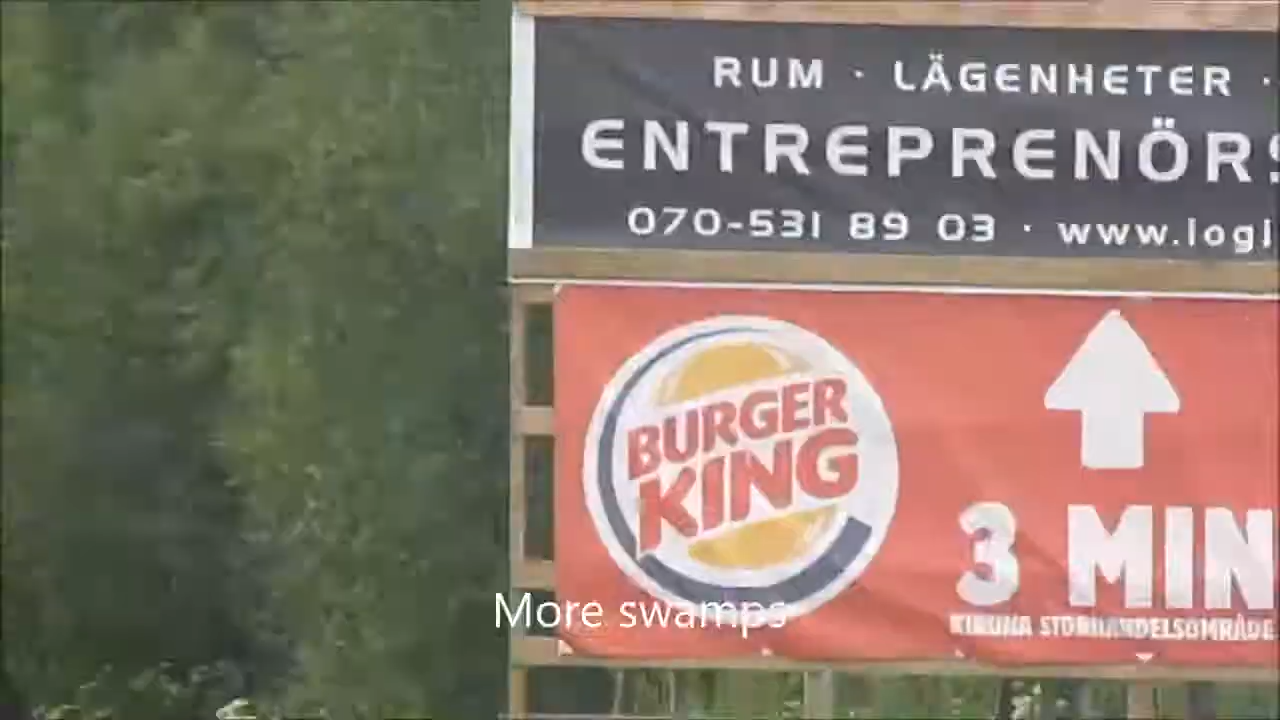 RUM · LÄGENHETER ·
ENTREPRENÖRS
070-531 89 03 · www.logi
BURGER
KING
3 MIN
KIRUNA STORHANDELSOMRÅDE
More swamps